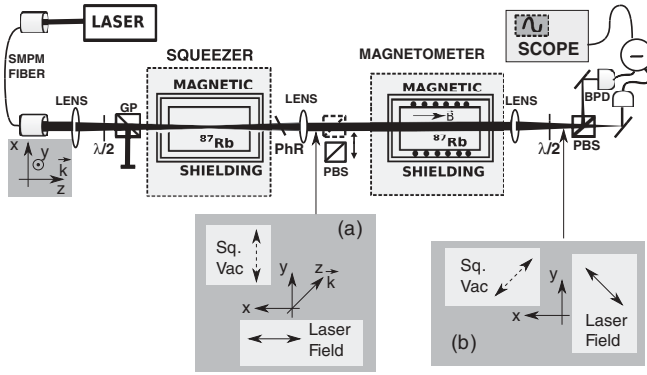 LASER
SMPM
FIBER
LENS
GP
λ/2
x
y
z
k
SQUEEZER
MAGNETIC
87Rb
SHIELDING
LENS
PhR
PBS
MAGNETOMETER
MAGNETIC
B
87Rb
SHIELDING
LENS
λ/2
PBS
BPD
SCOPE
(a)
Sq.
Vac
y
z
k
x
Laser
Field
Sq.
Vac
y
x
(b)
Laser
Field